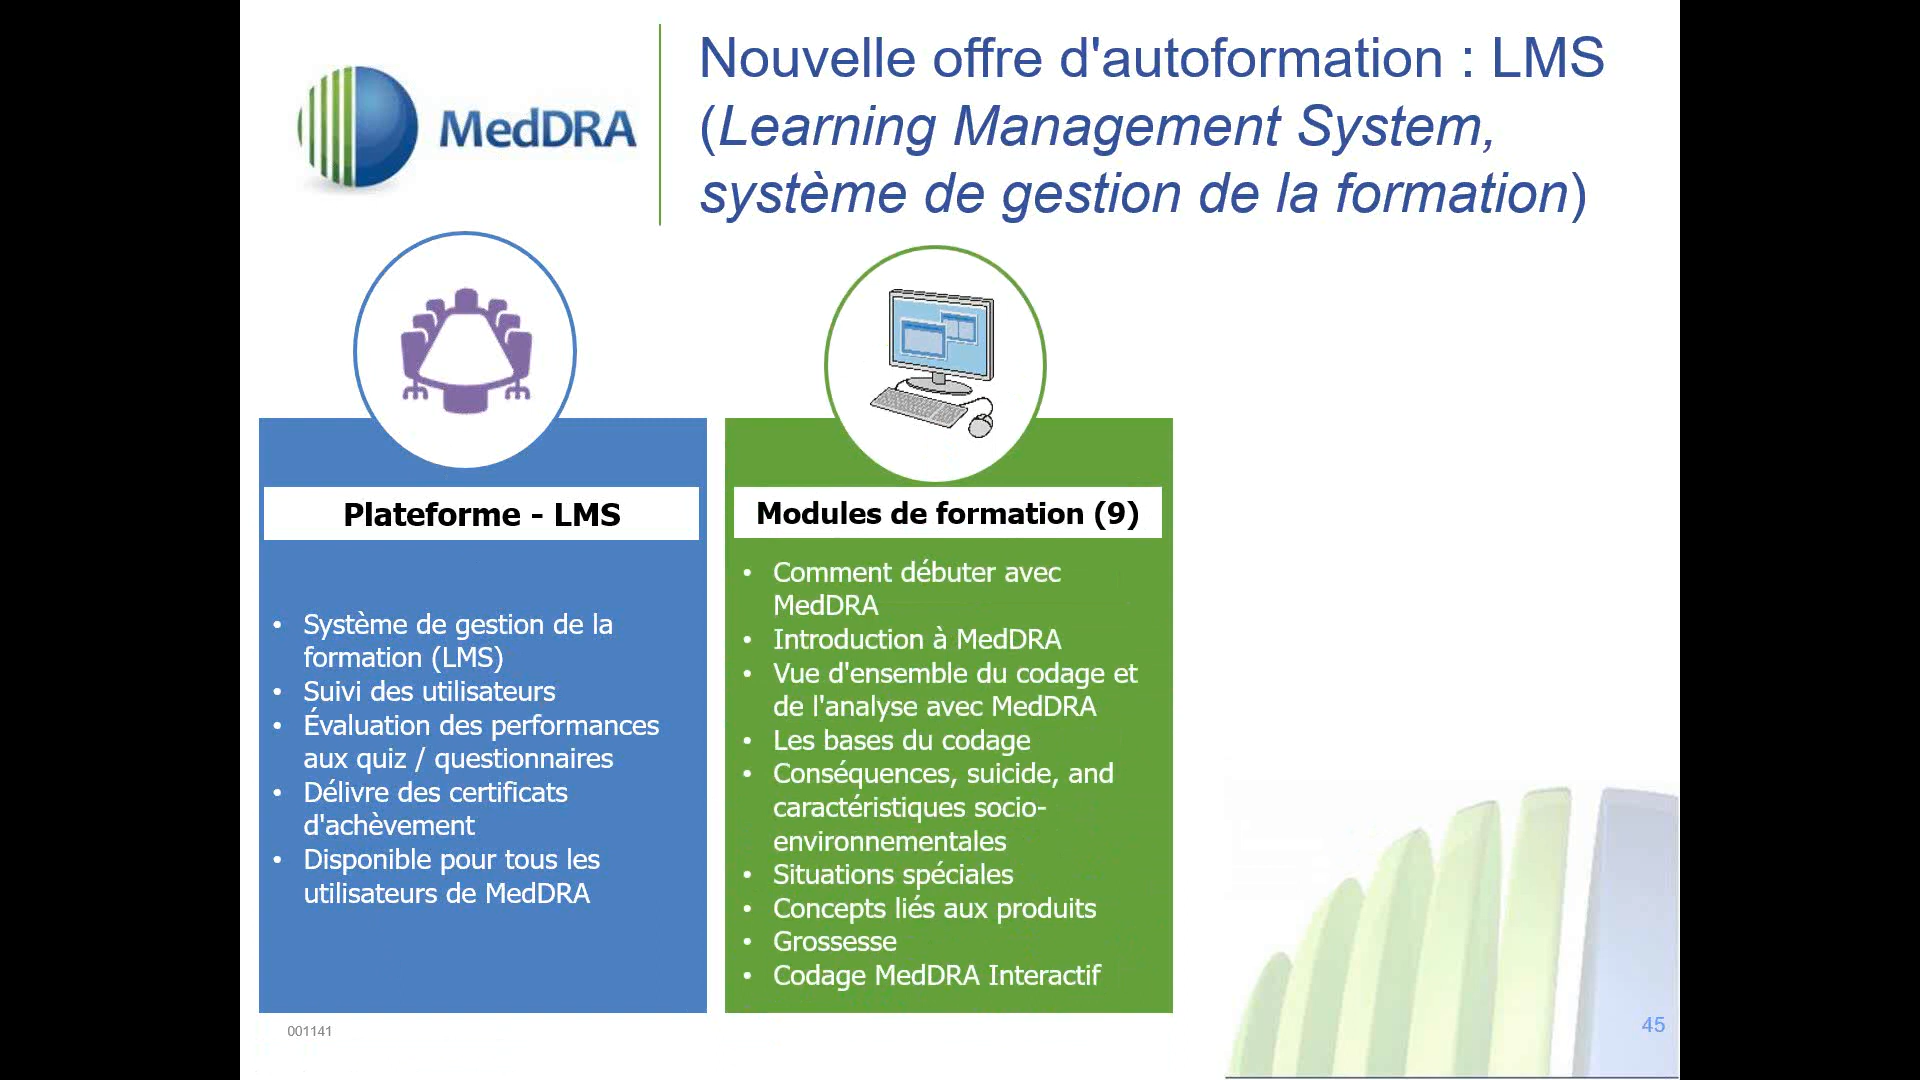 MedDRA
Nouvelle offre d'autoformation : LMS
(Learning Management System,
système de gestion de la formation)
Plateforme - LMS
• Système de gestion de la
formation (LMS)
• Suivi des utilisateurs
• Évaluation des performances
aux quiz / questionnaires
• Délivre des certificats
d'achèvement
• Disponible pour tous les
utilisateurs de MedDRA
Modules de formation (9)
• Comment débuter avec
MedDRA
• Introduction à MedDRA
• Vue d'ensemble du codage et
de l'analyse avec MedDRA
• Les bases du codage
• Conséquences, suicide, and
caractéristiques socio-
environnementales
• Situations spéciales
• Concepts liés aux produits
• Grossesse
• Codage MedDRA Interactif
001141
45